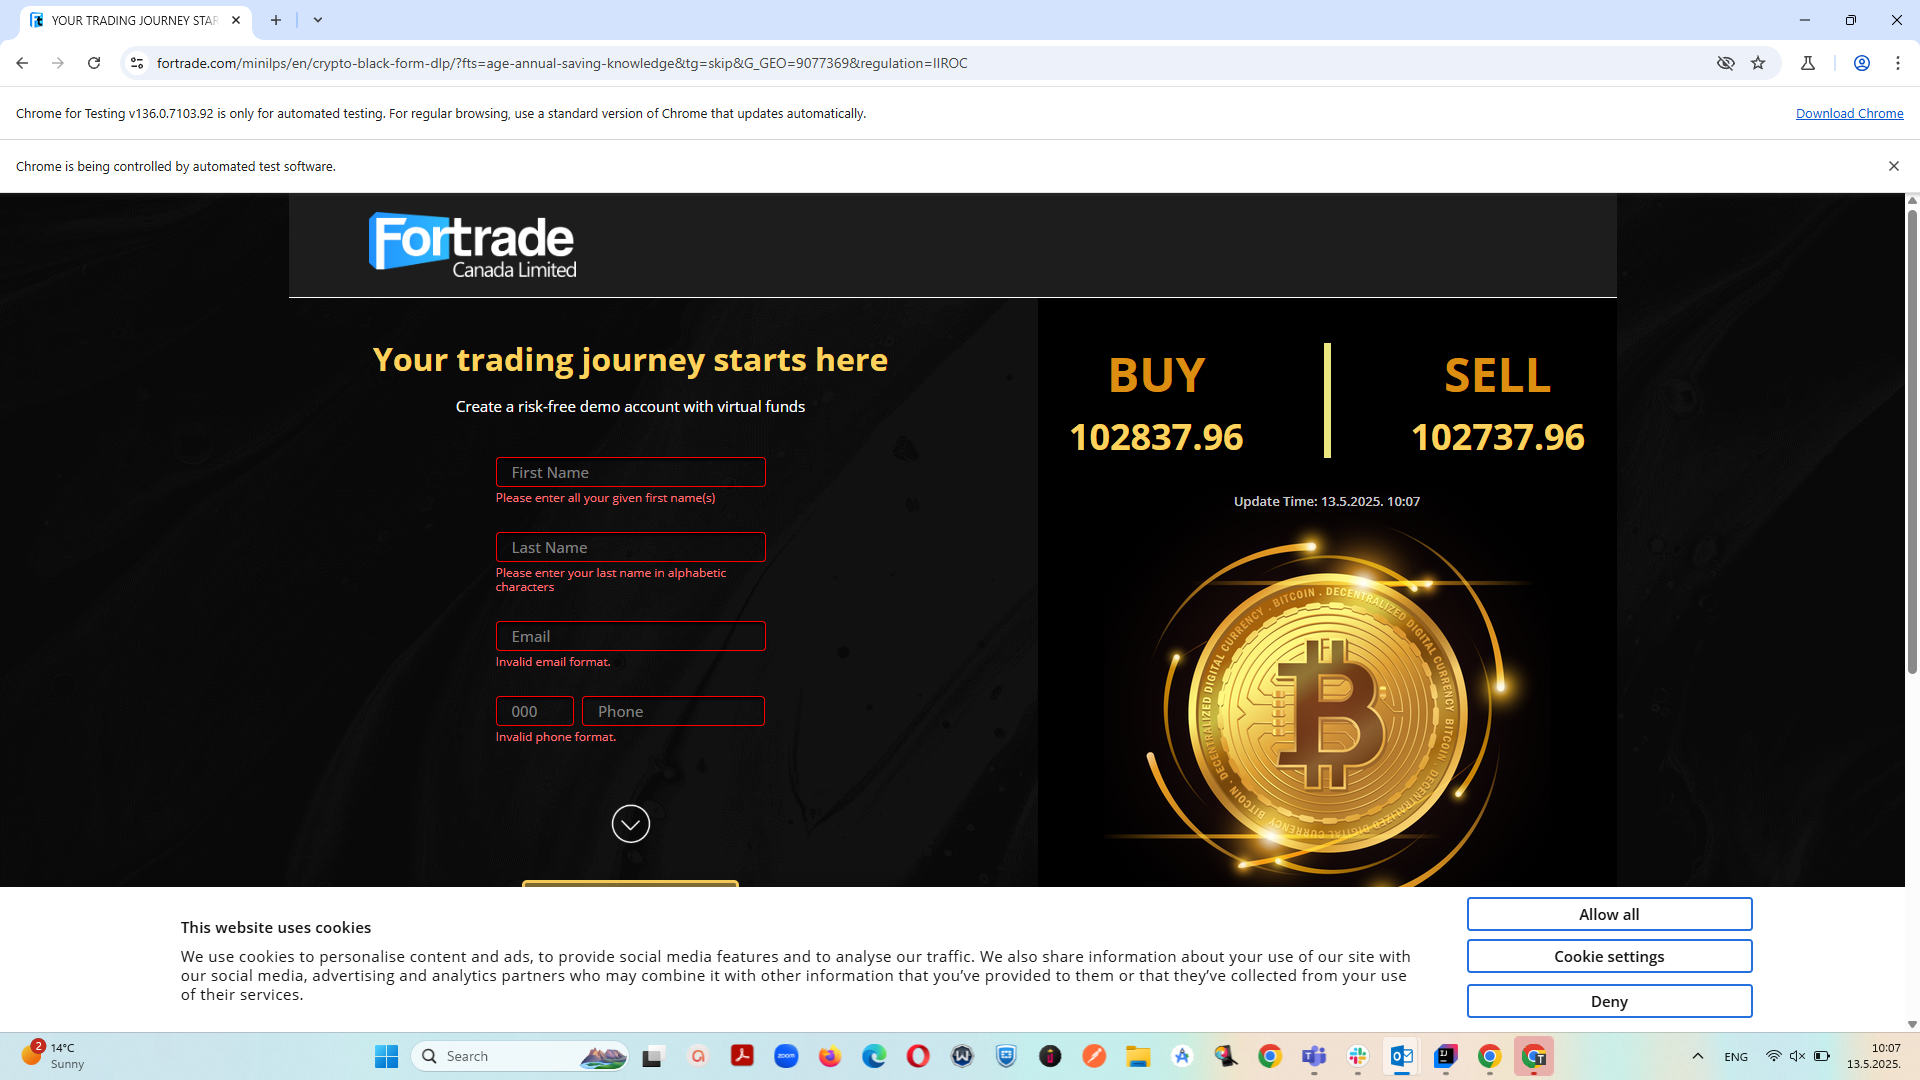 YOUR TRADING JOURNEY STAR
fortrade.com/minilps/en/crypto-black-form-dlp/?fts=age-annual-saving-knowledge&tg=skip&G_GEO=9077369&regulation=IIROC
Chrome for Testing v136.0.7103.92 is only for automated testing. For regular browsing, use a standard version of Chrome that updates automatically.
Download Chrome
Chrome is being controlled by automated test software.
Fortrade
Canada Limited
Your trading journey starts here
Create a risk-free demo account with virtual funds
First Name
Please enter all your given first name(s)
Last Name
Please enter your last name in alphabetic
characters
Email
Invalid email format.
000 Phone
Invalid phone format.
BUY SELL
102837.96 102737.96
Update Time: 13.5.2025. 10:07
BITCOIN . DECENTRALIZED DIGITAL CURRENCY . BITCOIN . DECENTRALIZED DIGITAL CURRENCY . BITCOIN . DECENTRALIZED DIGITAL CURRENCY .
This website uses cookies
We use cookies to personalise content and ads, to provide social media features and to analyse our traffic. We also share information about your use of our site with
our social media, advertising and analytics partners who may combine it with other information that you've provided to them or that they've collected from your use
of their services.
Allow all
Cookie settings
Deny
2
14°C
Sunny
Search
zoom
ENG
10:07
13.5.2025.